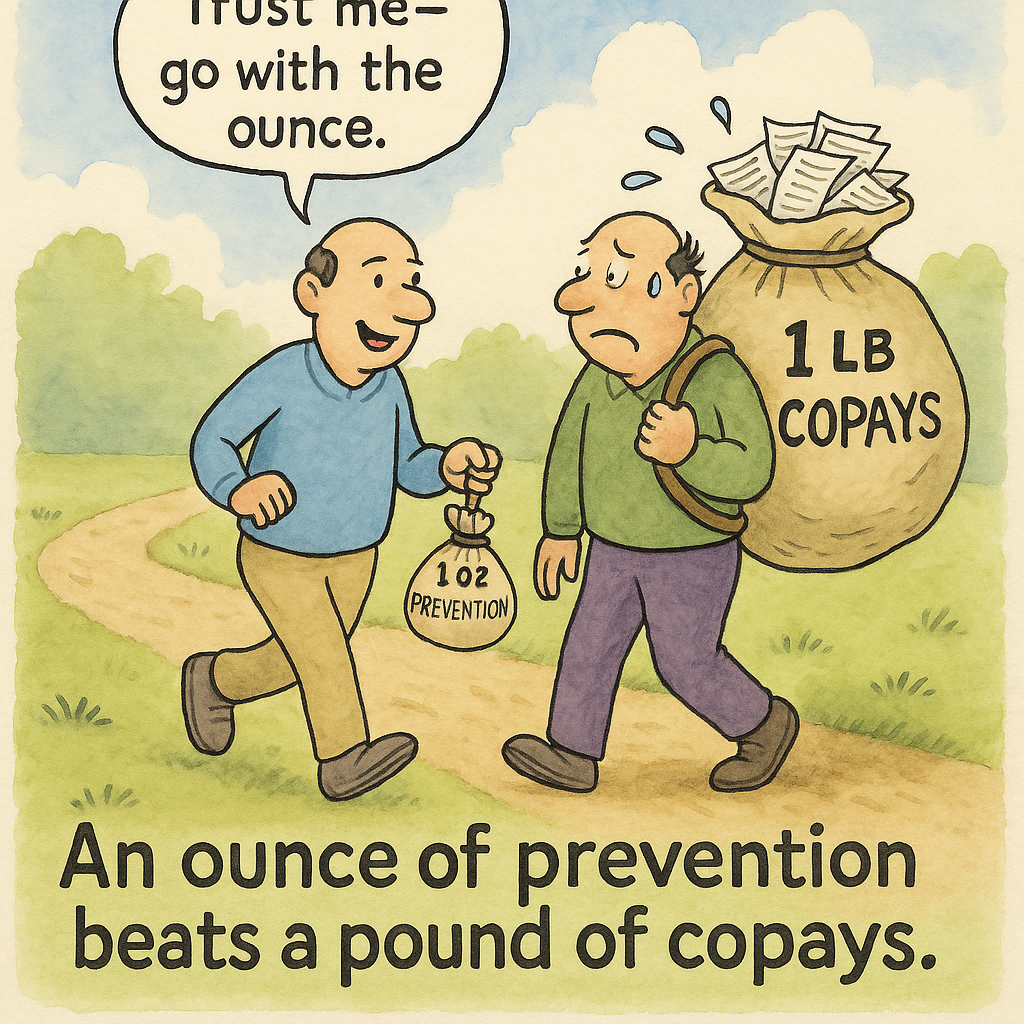 Trust me–
go with the
ounce.
1 LB
COPAYS
1 02
PREVENTION
An ounce of prevention
beats a pound of copays.